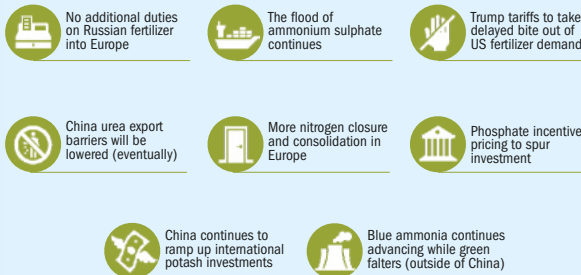 No additional duties
on Russian fertilizer
into Europe
The flood of
ammonium sulphate
continues
Trump tariffs to take
delayed bite out of
US fertilizer demand
China urea export
barriers will be
lowered (eventually)
More nitrogen closure
and consolidation in
Europe
Phosphate incentive
pricing to spur
investment
China continues to
ramp up international
potash investments
Blue ammonia continues
advancing while green
falters (outside of China)